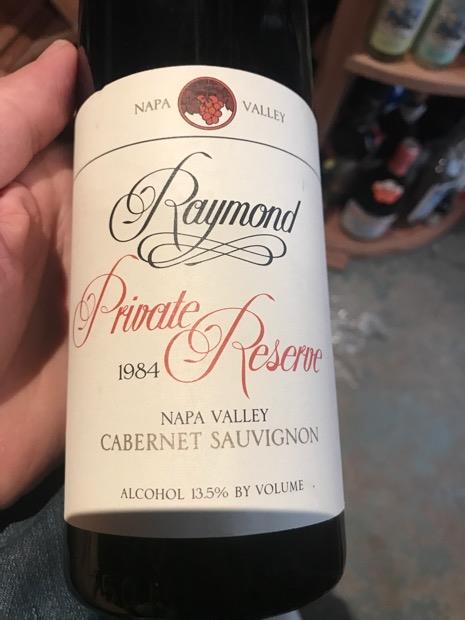 NAPA VALLEY
Raymond
Private
1984 Reserve
NAPA VALLEY
CABERNET SAUVIGNON
ALCOHOL 13.5% BY VOLUME